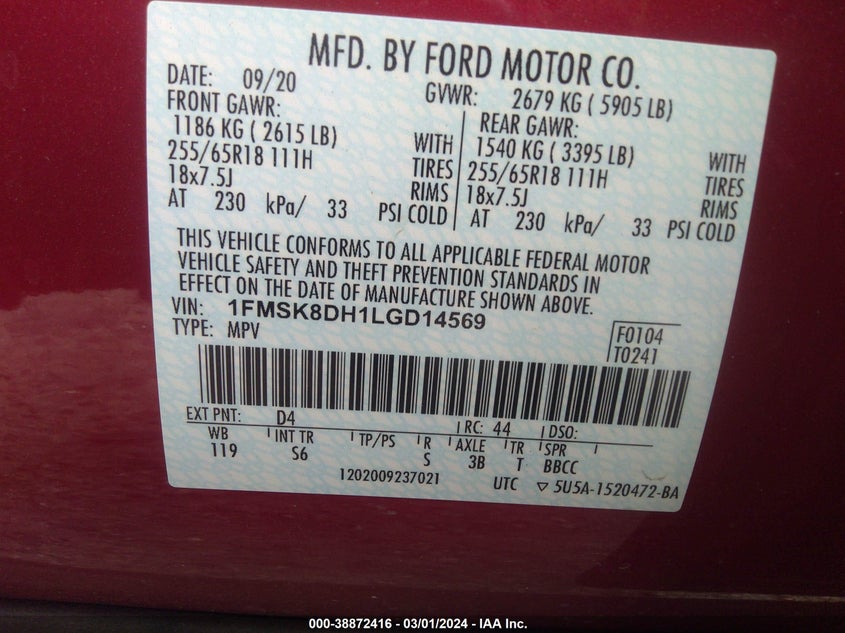 MFD. BY FORD MOTOR CO.
DATE: 09/20 GVWR: 2679 KG ( 5905 LB)
FRONT GAWR: REAR GAWR:
1186 KG ( 2615 LB) WITH 1540 KG ( 3395 LB) WITH
255/65R18 111H TIRES 255/65R18 111H TIRES
18x7.5J RIMS 18x7.5J RIMS
AT 230 kPa/ 33 PSI COLD AT 230 kPa/ 33 PSI COLD
THIS VEHICLE CONFORMS TO ALL APPLICABLE FEDERAL MOTOR
VEHICLE SAFETY AND THEFT PREVENTION STANDARDS IN
EFFECT ON THE DATE OF MANUFACTURE SHOWN ABOVE.
VIN: 1FMSK8DH1LGD14569
TYPE: MPV F0104
T0241
EXT PNT: D4 RC: 44 DSO:
WB INT TR TP/PS R AXLE TR SPR
119 S6 S 3B T BBCC
1202009237021 UTC ▽ 5U5A-1520472-BA
000-38872416 - 03/01/2024 - IAA Inc.